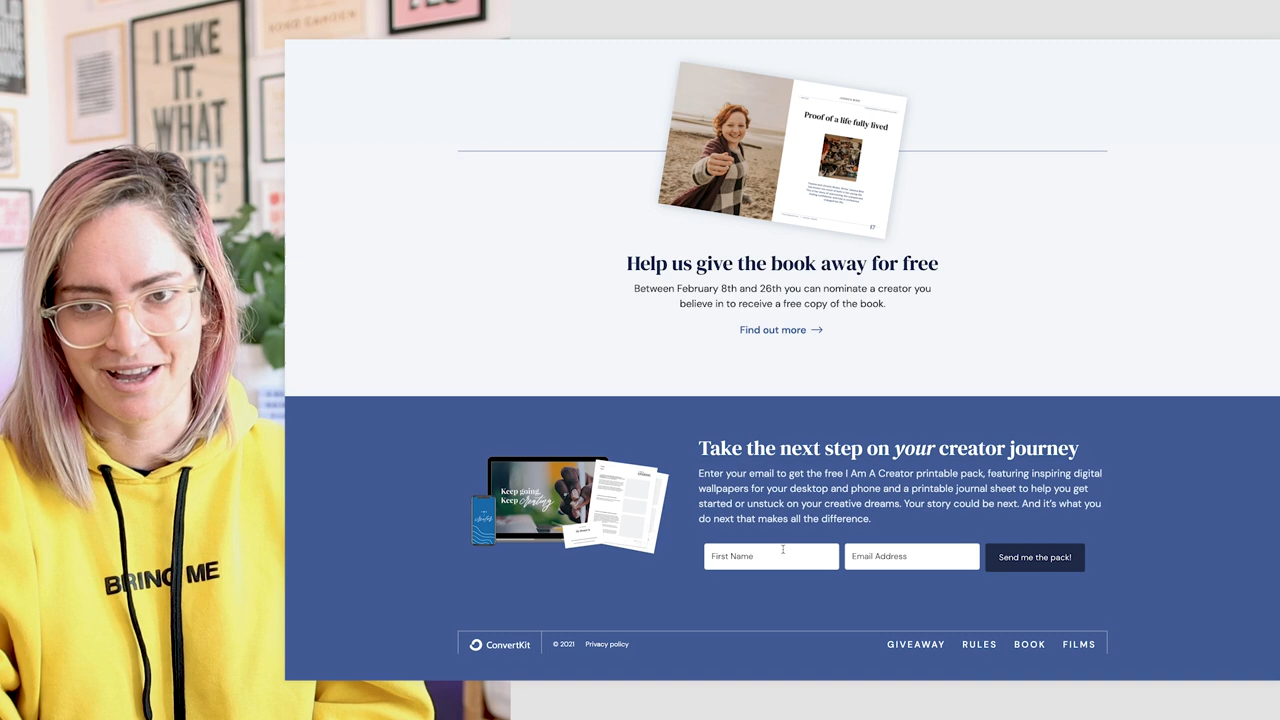 I LIKE
IT.
WHAT
IT?
BRING ME
Proof of a life fully lived
17
Help us give the book away for free
Between February 8th and 26th you can nominate a creator you
believe in to receive a free copy of the book.
Find out more →
Keep going.
Keep
Take the next step on your creator journey
Enter your email to get the free I Am A Creator printable pack, featuring inspiring digital
wallpapers for your desktop and phone and a printable journal sheet to help you get
started or unstuck on your creative dreams. Your story could be next. And it's what you
do next that makes all the difference.
First Name
Email Address
Send me the pack!
ConvertKit
© 2021
Privacy policy
GIVEAWAY
RULES
BOOK
FILMS